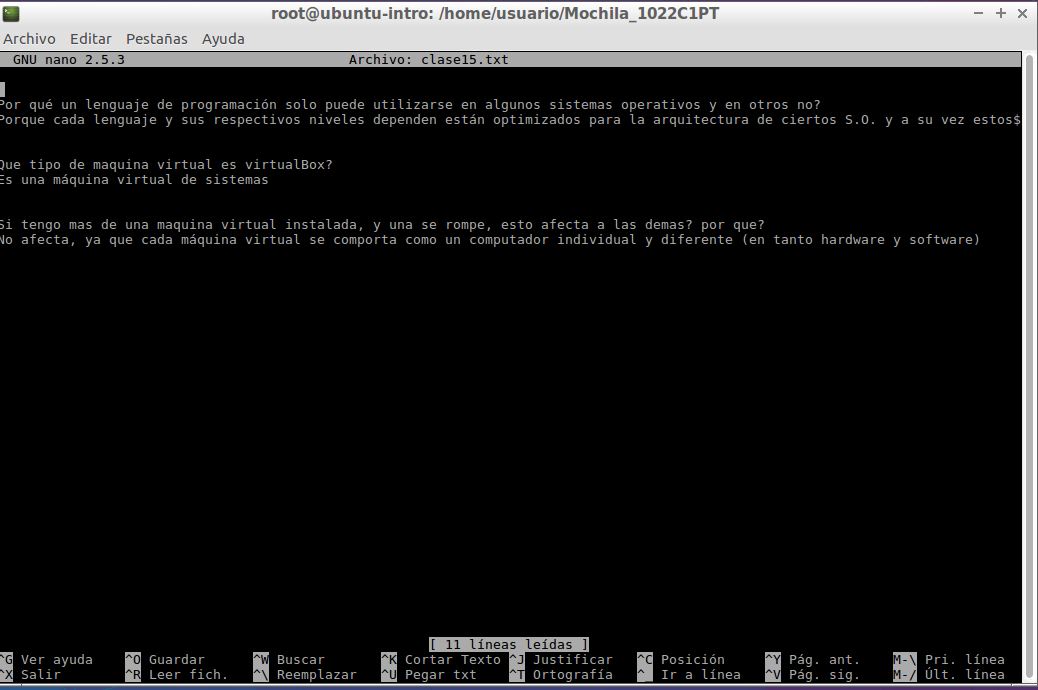 root@ubuntu-intro: /home/usuario/Mochila_1022C1PT
Archivo Editar Pestañas Ayuda
GNU nano 2.5.3 Archivo: clase15.txt
Por qué un lenguaje de programación solo puede utilizarse en algunos sistemas operativos y en otros no?
Porque cada lenguaje y sus respectivos niveles dependen están optimizados para la arquitectura de ciertos S.O. y a su vez estos$
Que tipo de maquina virtual es virtualBox?
Es una máquina virtual de sistemas
Si tengo mas de una maquina virtual instalada, y una se rompe, esto afecta a las demas? por que?
No afecta, ya que cada máquina virtual se comporta como un computador individual y diferente (en tanto hardware y software)
[ 11 líneas leídas ]
^G Ver ayuda ^O Guardar ^W Buscar ^K Cortar Texto ^J Justificar ^C Posición ^Y Pág. ant. M-\ Pri. línea
^X Salir ^R Leer fich. ^\ Reemplazar ^U Pegar txt ^T Ortografía ^_ Ir a línea ^V Pág. sig. M-/ Últ. línea